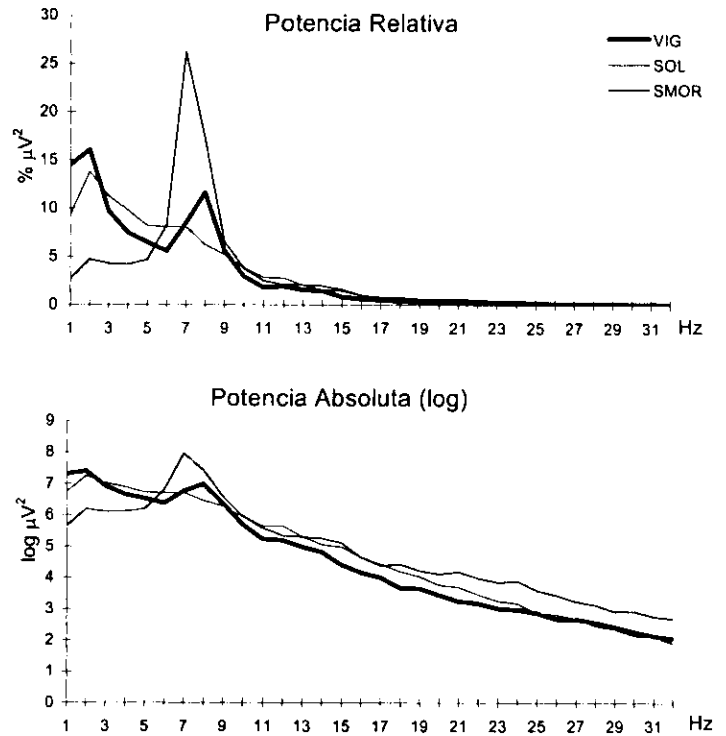 Potencia Relativa
VIG
SOL
SMOR
% µV²
30
25
20
15
10
5
0
1 3 5 7 9 11 13 15 17 19 21 23 25 27 29 31 Hz
Potencia Absoluta (log)
log µV²
9
8
7
6
5
4
3
2
1
0
1 3 5 7 9 11 13 15 17 19 21 23 25 27 29 31 Hz